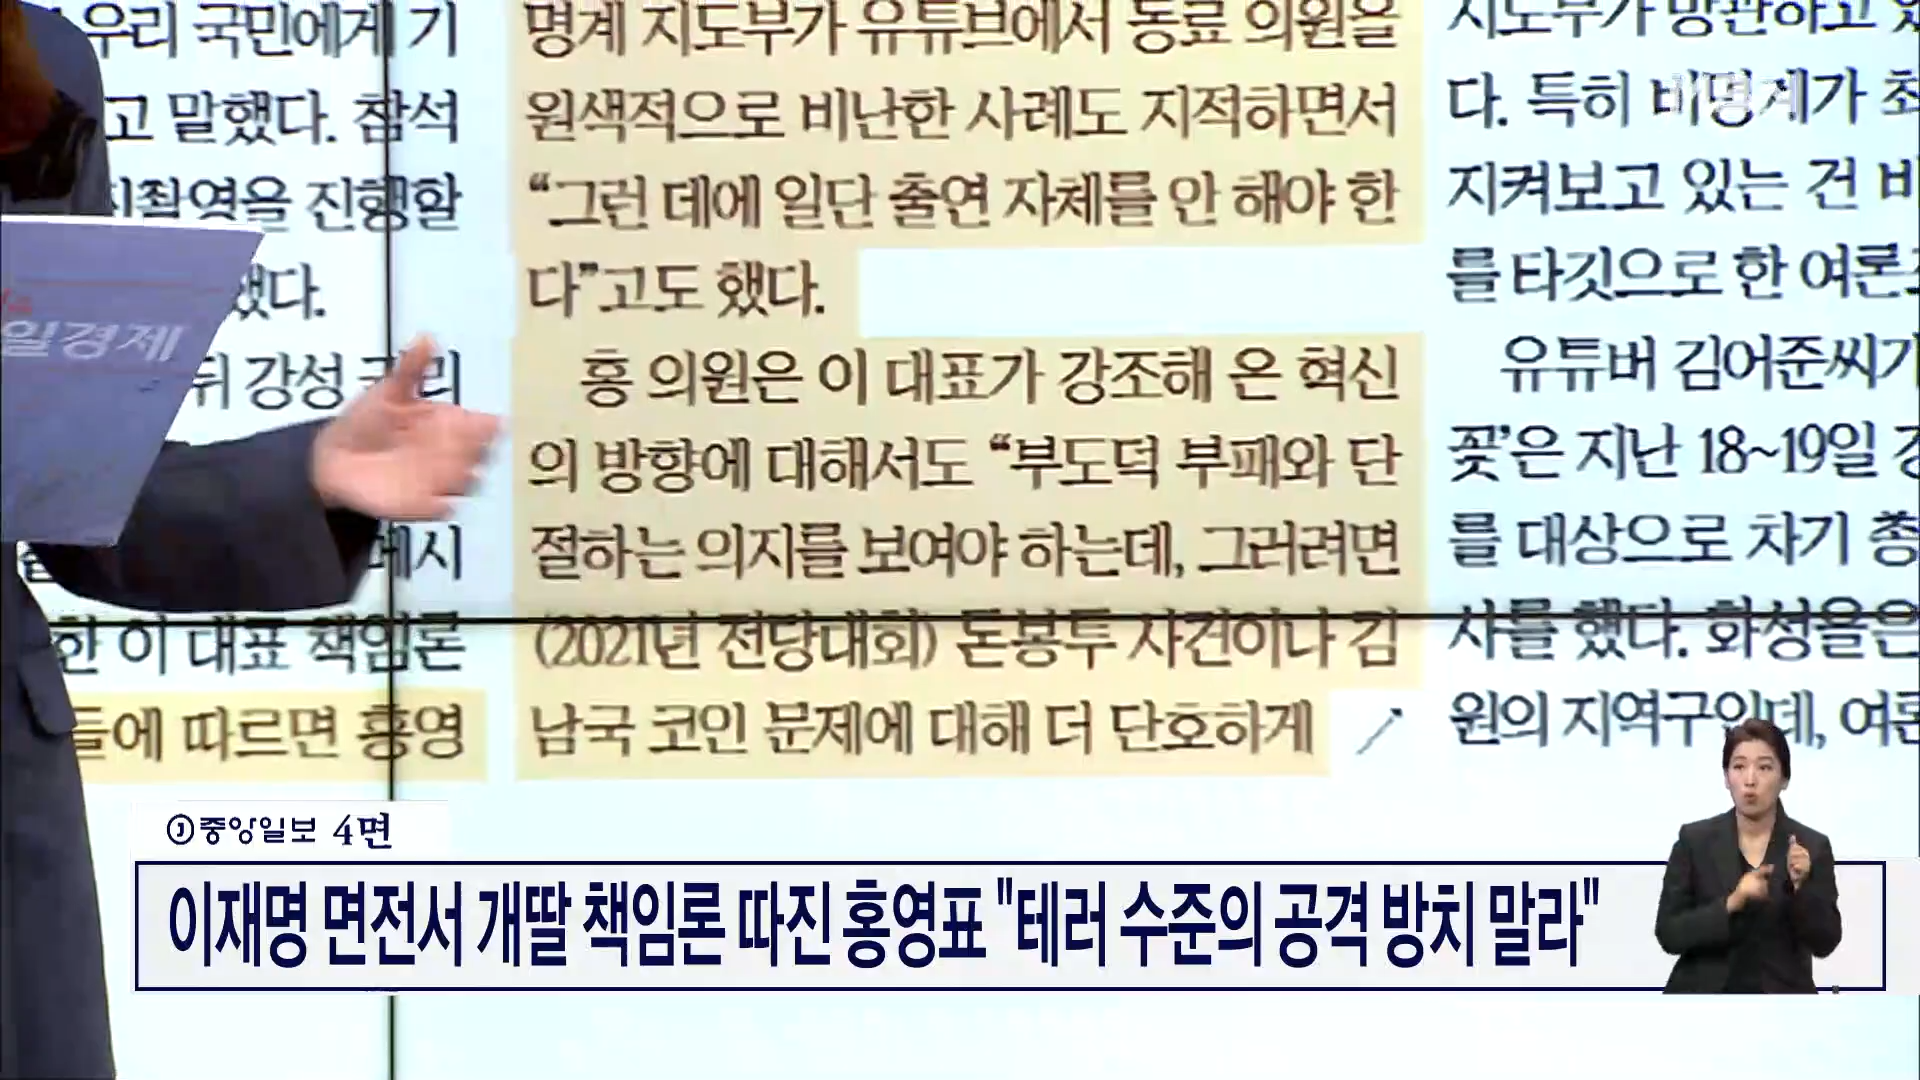 우리 국민에게 기
고 말했다. 참석
진행할
했다.
뒤 강성
메시
한 이 대표 책임론
들에 따르면 홍영
명계 지도부가 유튜브에서 동료 의원을
원색적으로 비난한 사례도 지적하면서
“그런 데에 일단 출연 자체를 안 해야 한
다”고도 했다.
홍 의원은 이 대표가 강조해 온 혁신
의 방향에 대해서도 “부도덕 부패와 단
절하는 의지를 보여야 하는데, 그러려면
(2021년 전당대회) 돈봉투 사건이나 김
남국 코인 문제에 대해 더 단호하게
지도부가 방관하고
다. 특히 비명계가 최
지켜보고 있는 건 비
를 타깃으로 한 여론조
유튜버 김어준씨가
꽃’은 지난 18~19일
를 대상으로 차기 총
사를 했다. 화성을은
원의 지역구인데, 여론
일경제
중앙일보 4면
이재명 면전서 개딸 책임론 따진 홍영표 "테러 수준의 공격 방치 말라"